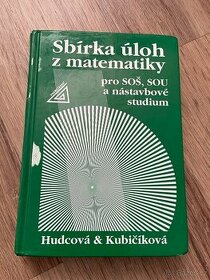 Sbírka úloh
z matematiky
pro SOŠ, SOU
a nástavbové
studium
Hudcová & Kubičíková